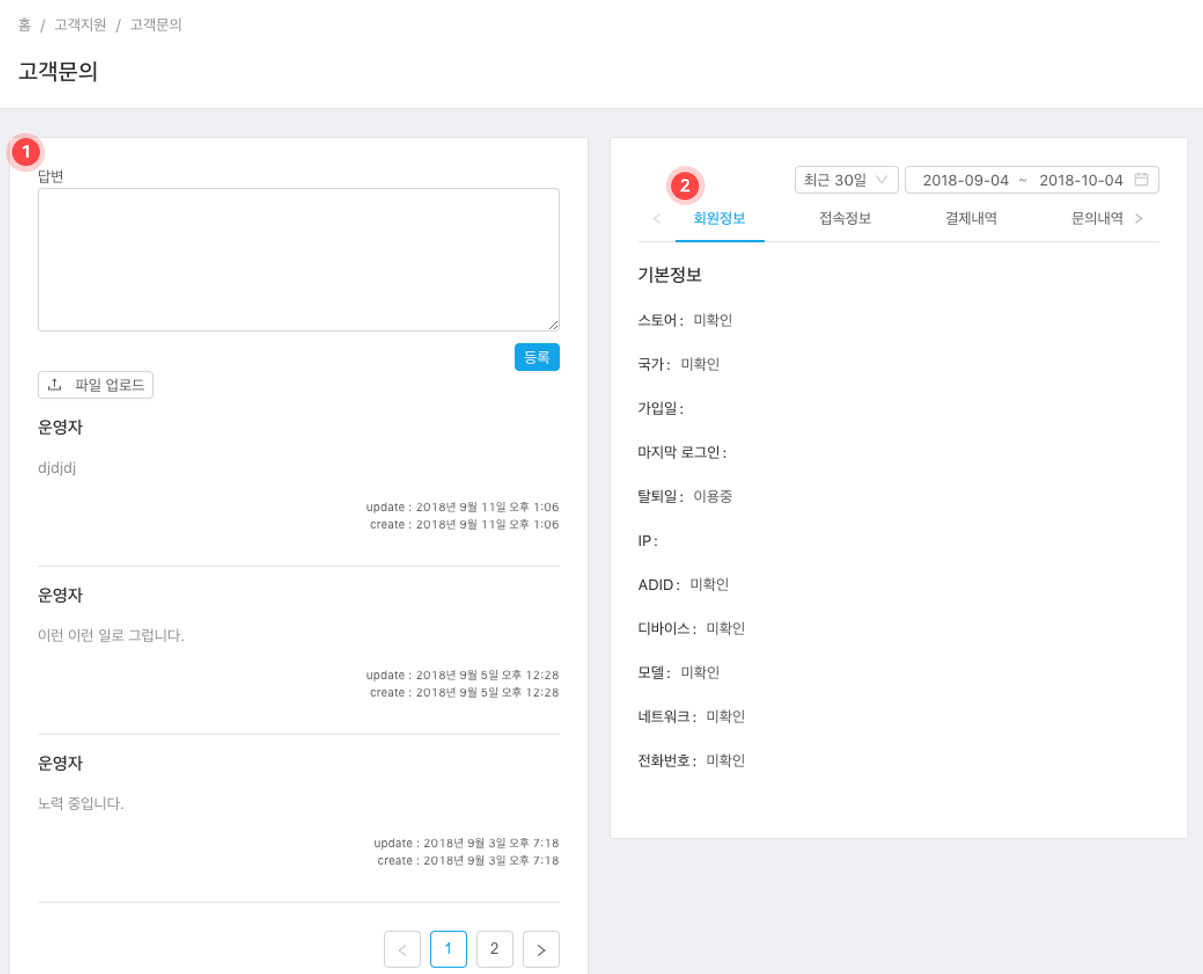 홈 / 고객지원 / 고객문의
고객문의
1
답변
등록
파일 업로드
운영자
djdjdj
update : 2018년 9월 11일 오후 1:06
create : 2018년 9월 11일 오후 1:06
운영자
이런 이런 일로 그럽니다.
update : 2018년 9월 5일 오후 12:28
create : 2018년 9월 5일 오후 12:28
운영자
노력 중입니다.
update : 2018년 9월 3일 오후 7:18
create : 2018년 9월 3일 오후 7:18
< 1 2 >
2
최근 30일 2018-09-04 ~ 2018-10-04
< 회원정보 접속정보 결제내역 문의내역 >
기본정보
스토어 : 미확인
국가 : 미확인
가입일 :
마지막 로그인 :
탈퇴일 : 이용중
IP :
ADID : 미확인
디바이스 : 미확인
모델 : 미확인
네트워크 : 미확인
전화번호 : 미확인